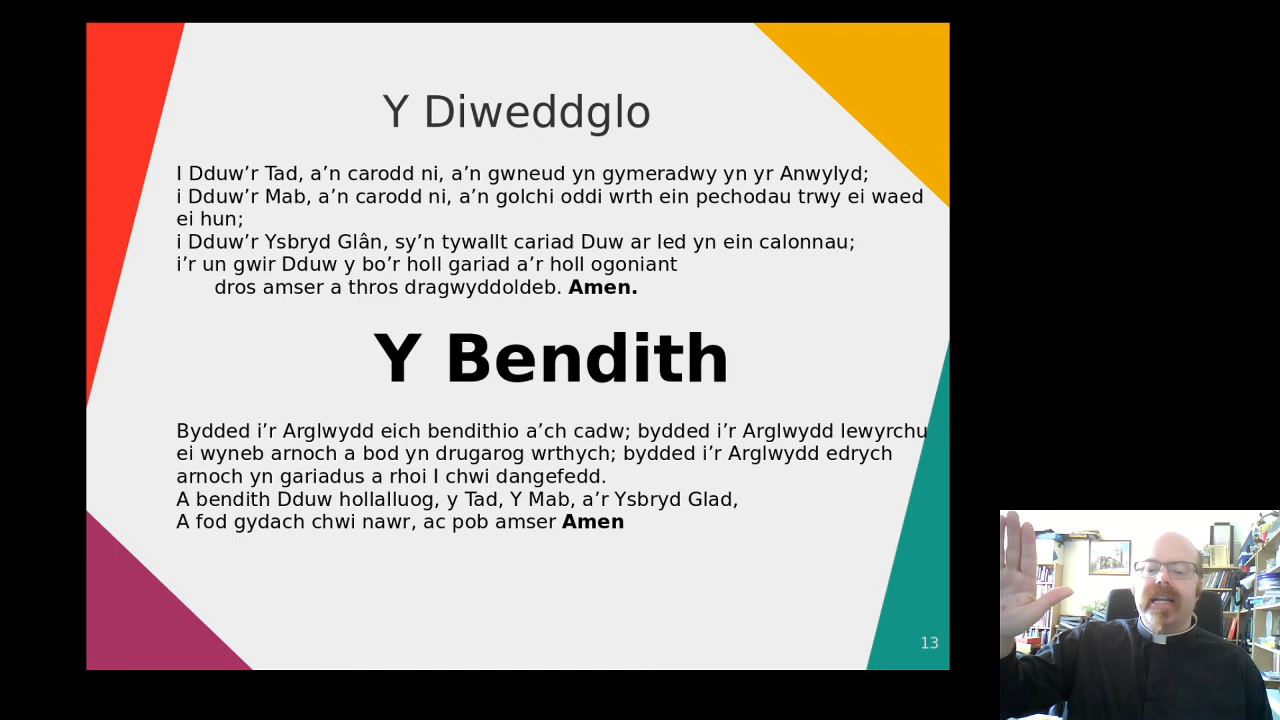 Y Diweddglo
I Dduw’r Tad, a’n carodd ni, a’n gwneud yn gymeradwy yn yr Anwylyd;
i Dduw’r Mab, a’n carodd ni, a’n golchi oddi wrth ein pechodau trwy ei waed
ei hun;
i Dduw’r Ysbryd Glân, sy’n tywallt cariad Duw ar led yn ein calonnau;
i’r un gwir Dduw y bo’r holl gariad a’r holl ogoniant
dros amser a thros dragwyddoldeb. Amen.
Y Bendith
Bydded i’r Arglwydd eich bendithio a’ch cadw; bydded i’r Arglwydd lewyrchu
ei wyneb arnoch a bod yn drugarog wrthych; bydded i’r Arglwydd edrych
arnoch yn gariadus a rhoi I chwi dangefedd.
A bendith Dduw hollalluog, y Tad, Y Mab, a’r Ysbryd Glad,
A fod gydach chwi nawr, ac pob amser Amen
13